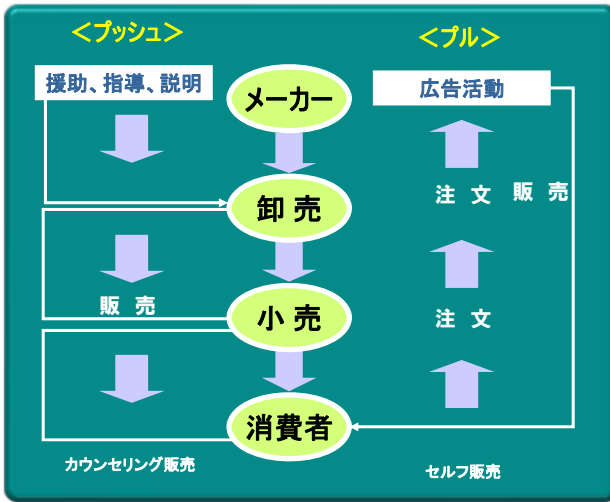 ＜プッシュ＞
＜プル＞
援助、指導、説明
メーカー
広告活動
卸 売
注 文
販 売
販 売
小 売
注 文
消費者
カウンセリング販売
セルフ販売